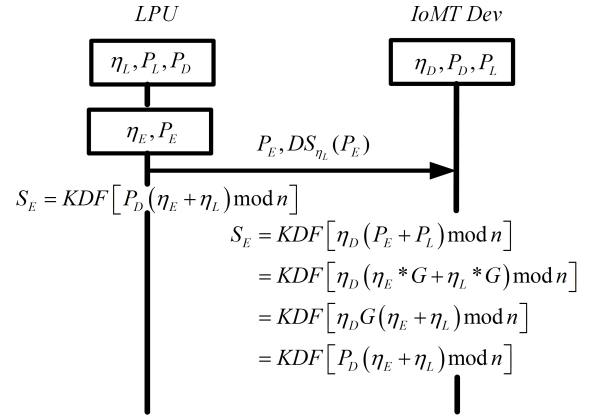 LPU
IoMT Dev
η_L, P_L, P_D
η_D, P_D, P_L
η_E, P_E
P_E, DS_{η_L}(P_E)
S_E = KDF[P_D(η_E + η_L) mod n]
S_E = KDF[η_D(P_E + P_L) mod n]
= KDF[η_D(η_E * G + η_L * G) mod n]
= KDF[η_D G(η_E + η_L) mod n]
= KDF[P_D(η_E + η_L) mod n]